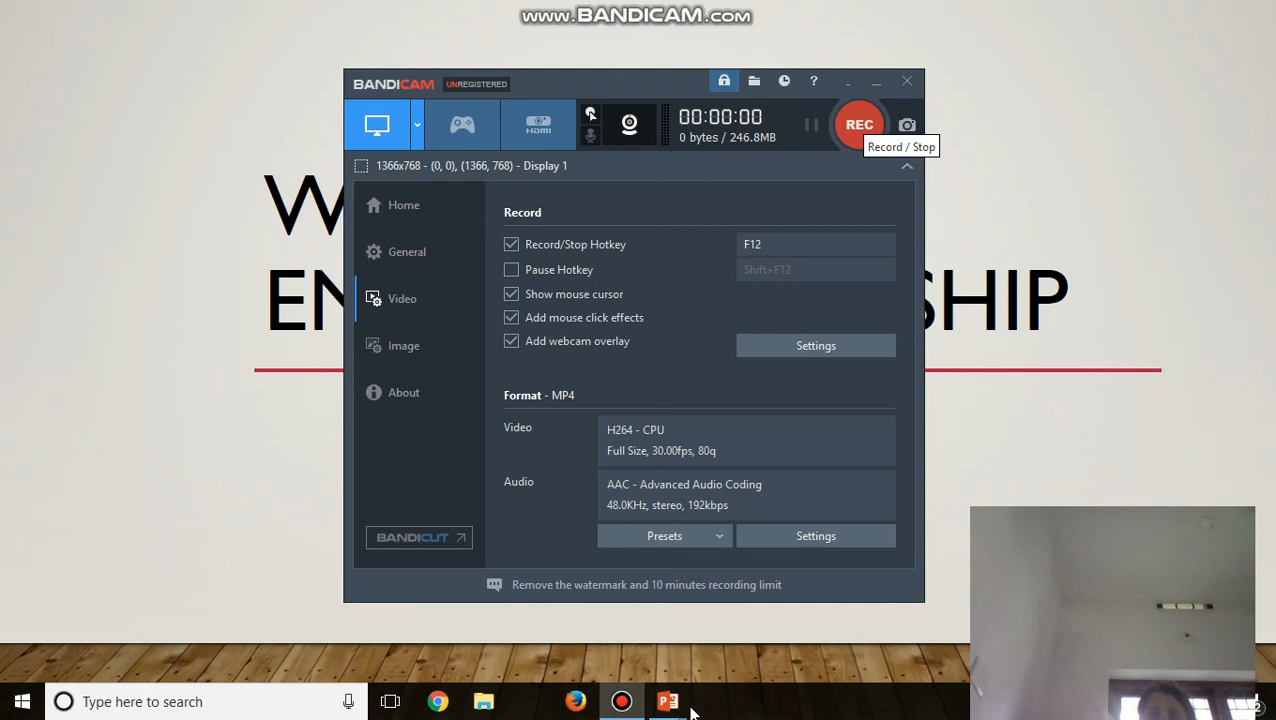 www.BANDICAM.com
BANDICAM UNREGISTERED
?
HDMI
00:00:00
0 bytes / 246.8MB
REC
Record / Stop
1366x768 - (0, 0), (1366, 768) - Display 1
W
EN
SHIP
Home
General
Video
Image
About
BANDICUT
Record
Record/Stop Hotkey
F12
Pause Hotkey
Shift+F12
Show mouse cursor
Add mouse click effects
Add webcam overlay
Settings
Format - MP4
Video
H264 - CPU
Full Size, 30.00fps, 80q
Audio
AAC - Advanced Audio Coding
48.0KHz, stereo, 192kbps
Presets
Settings
Remove the watermark and 10 minutes recording limit
Type here to search
2